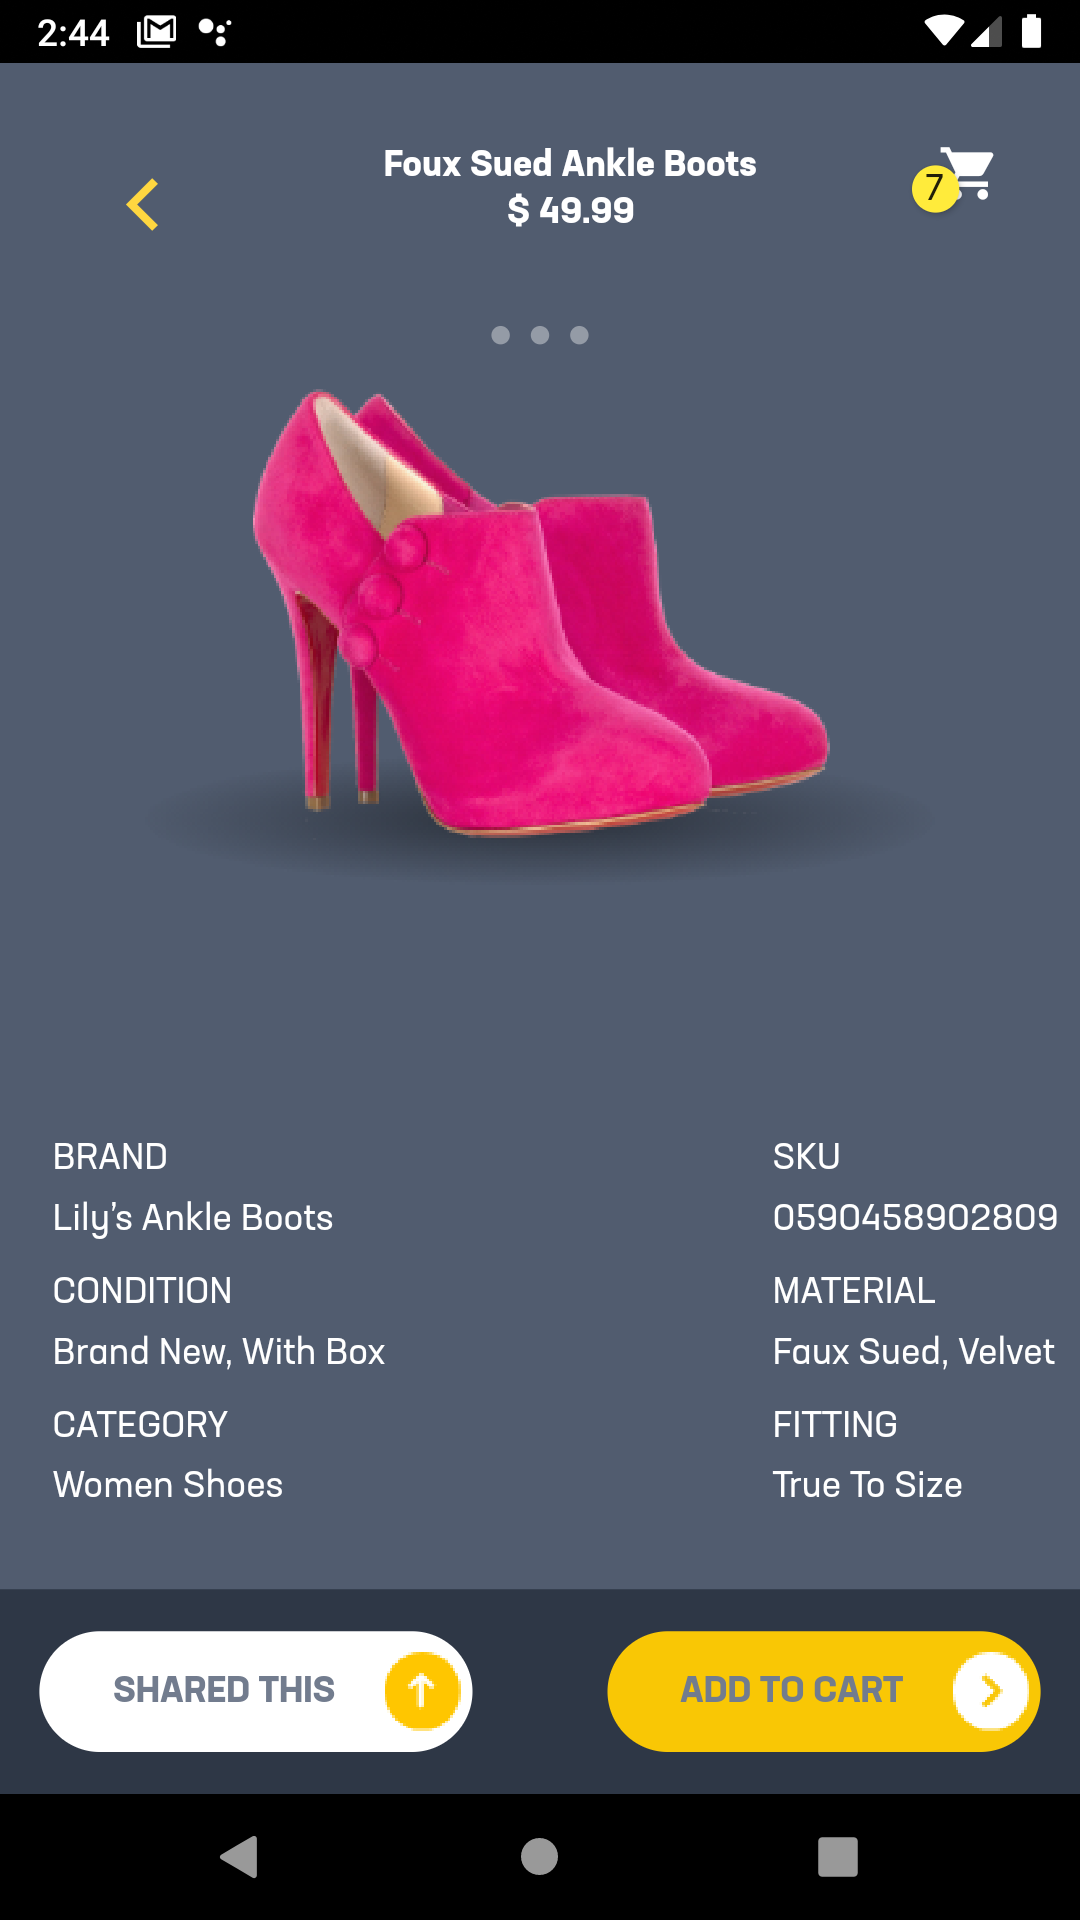 2:44
Foux Sued Ankle Boots
$ 49.99
7
BRAND
Lily's Ankle Boots
SKU
0590458902809
CONDITION
Brand New, With Box
MATERIAL
Faux Sued, Velvet
CATEGORY
Women Shoes
FITTING
True To Size
SHARED THIS
ADD TO CART